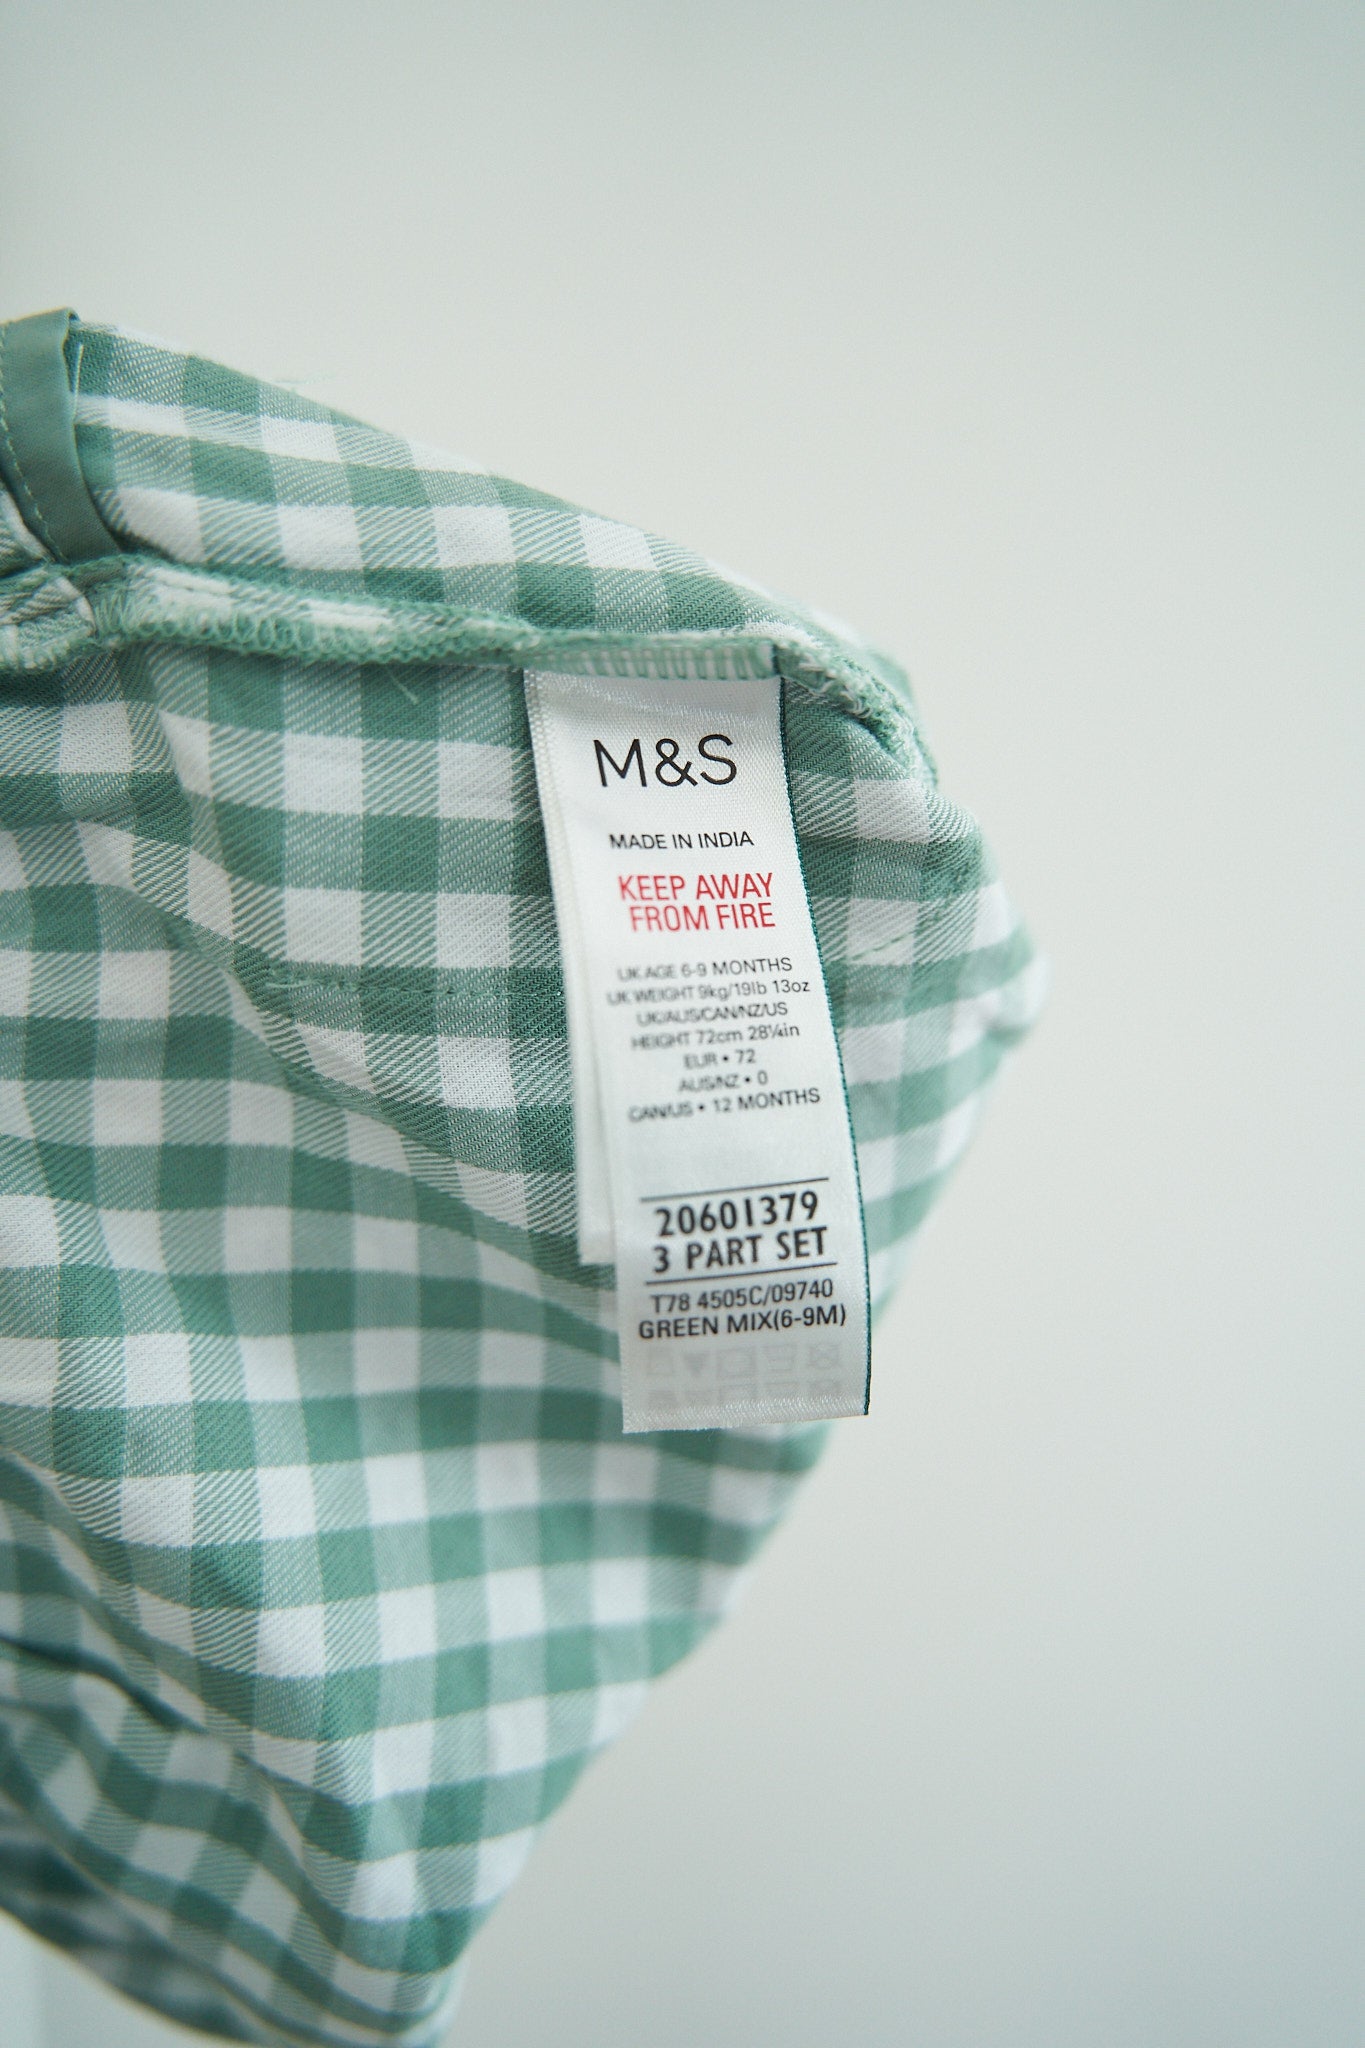 M&S
MADE IN INDIA
KEEP AWAY
FROM FIRE
UK AGE 6-9 MONTHS
UK WEIGHT 9kg/19lb 13oz
UK/AUS/CAN/NZ/US
HEIGHT 72cm 28¼in
EUR • 72
AUS/NZ • 0
CAN/US • 12 MONTHS
20601379
3 PART SET
T78 4505C/09740
GREEN MIX(6-9M)